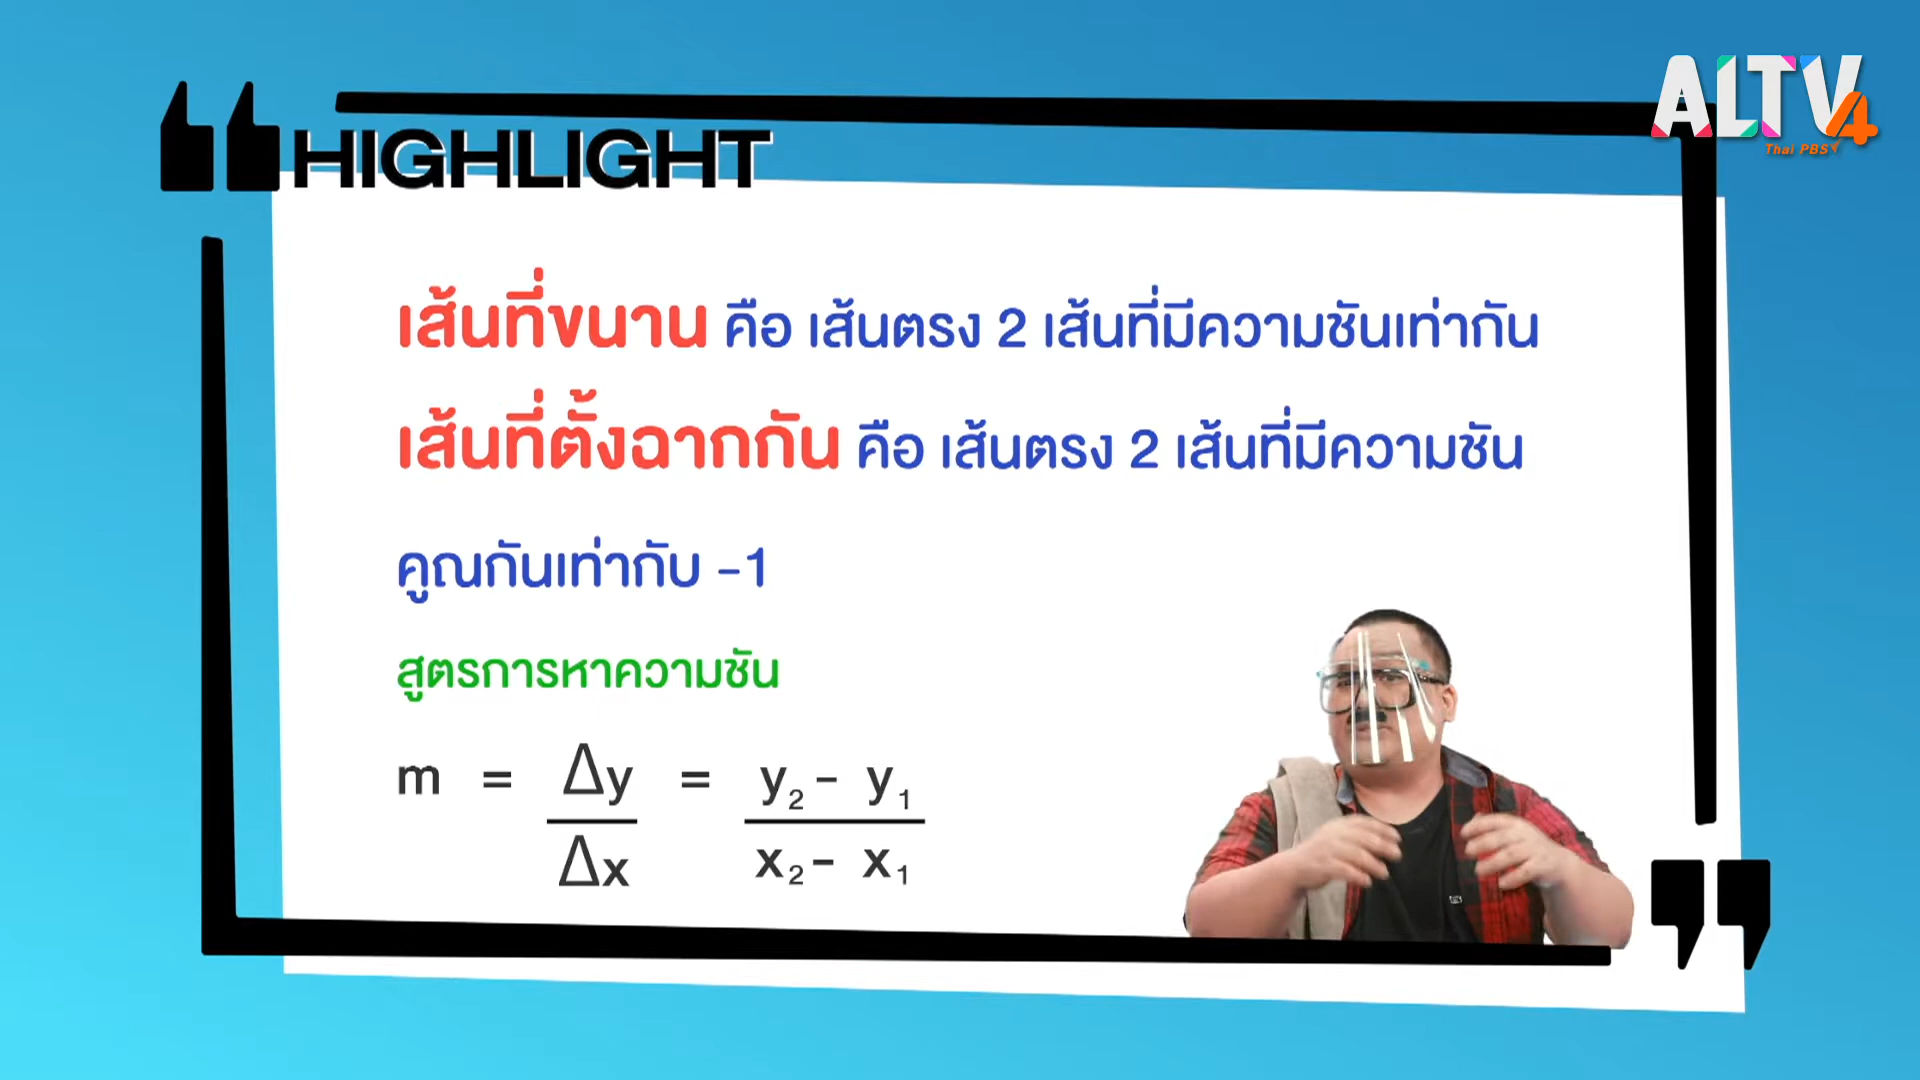 ALTV4
Thai PBS
HIGHLIGHT
เส้นที่ขนาน คือ เส้นตรง 2 เส้นที่มีความชันเท่ากัน
เส้นที่ตั้งฉากกัน คือ เส้นตรง 2 เส้นที่มีความชัน
คูณกันเท่ากับ -1
สูตรการหาความชัน
m = Δy / Δx = y₂ - y₁ / x₂ - x₁